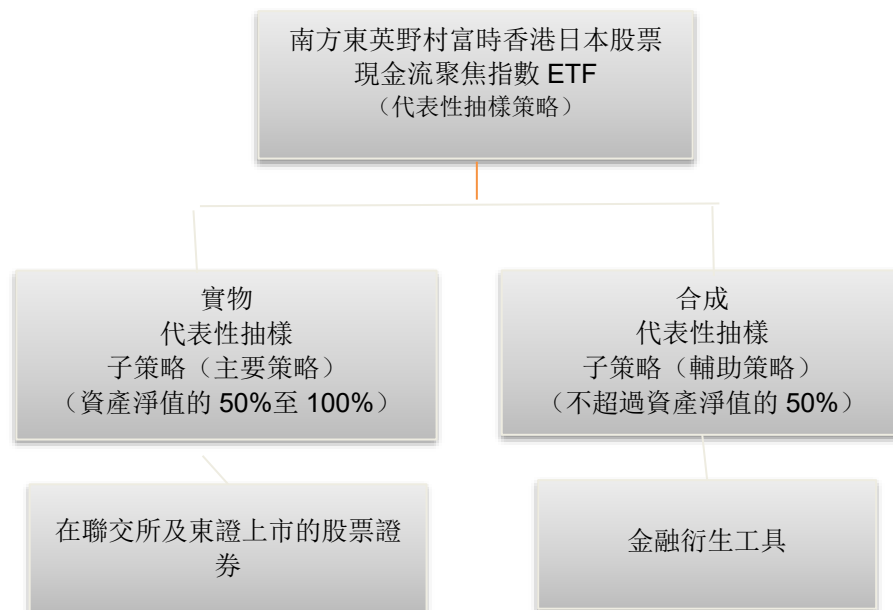 南方東英野村富時香港日本股票
現金流聚焦指數 ETF
（代表性抽樣策略）
實物
代表性抽樣
子策略（主要策略）
（資產淨值的 50%至 100%）
合成
代表性抽樣
子策略（輔助策略）
（不超過資產淨值的 50%）
在聯交所及東證上市的股票證
券
金融衍生工具